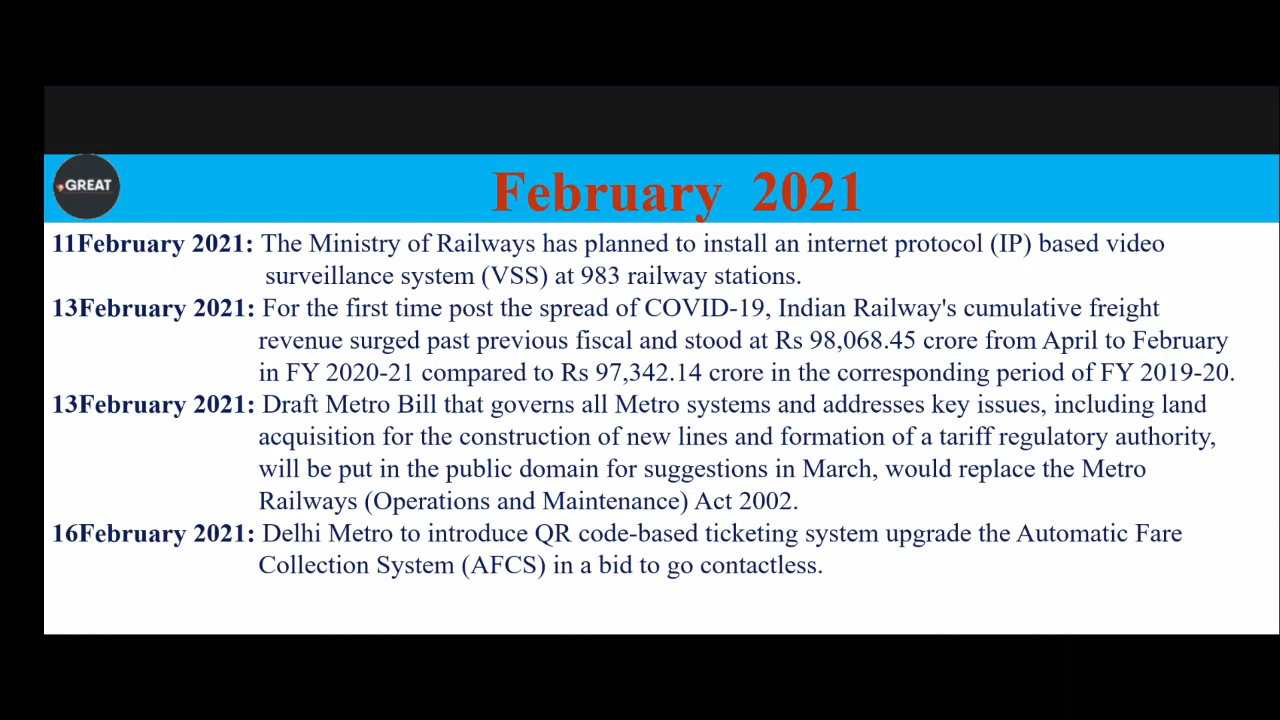 GREAT
February 2021
11February 2021: The Ministry of Railways has planned to install an internet protocol (IP) based video
surveillance system (VSS) at 983 railway stations.
13February 2021: For the first time post the spread of COVID-19, Indian Railway's cumulative freight
revenue surged past previous fiscal and stood at Rs 98,068.45 crore from April to February
in FY 2020-21 compared to Rs 97,342.14 crore in the corresponding period of FY 2019-20.
13February 2021: Draft Metro Bill that governs all Metro systems and addresses key issues, including land
acquisition for the construction of new lines and formation of a tariff regulatory authority,
will be put in the public domain for suggestions in March, would replace the Metro
Railways (Operations and Maintenance) Act 2002.
16February 2021: Delhi Metro to introduce QR code-based ticketing system upgrade the Automatic Fare
Collection System (AFCS) in a bid to go contactless.